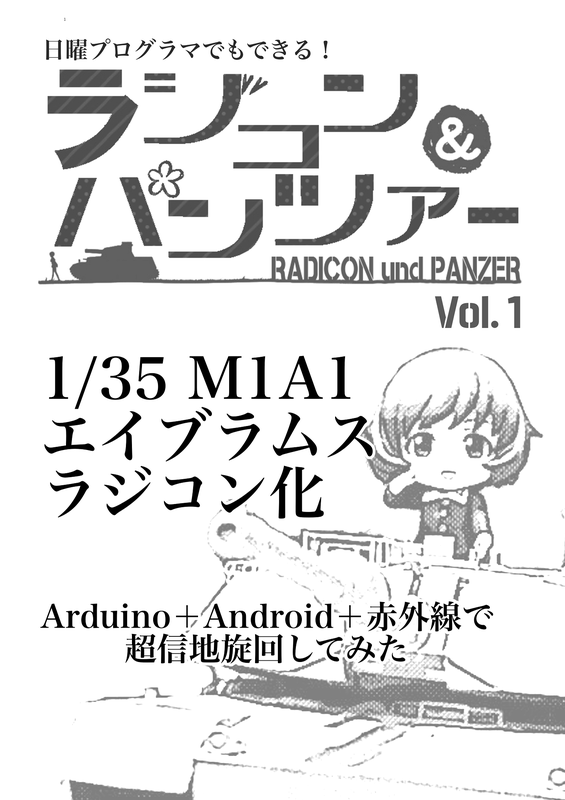 日曜プログラマでもできる！
ラジコン
&
パンツァー
RADICON und PANZER
Vol. 1
1/35 M1A1
エイブラムス
ラジコン化
Arduino＋Android＋赤外線で
超信地旋回してみた